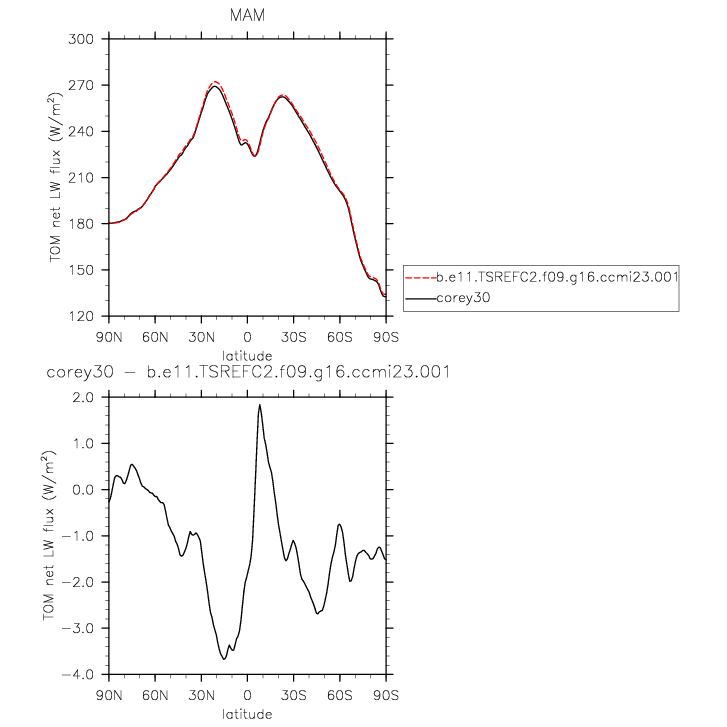 MAM
300
270
240
210
180
150
120
TOM net LW flux (W/m²)
90N 60N 30N 0 30S 60S 90S
latitude
b.e11.TSREFC2.f09.g16.ccmi23.001
corey30
corey30 − b.e11.TSREFC2.f09.g16.ccmi23.001
2.0
1.0
0.0
−1.0
−2.0
−3.0
−4.0
TOM net LW flux (W/m²)
90N 60N 30N 0 30S 60S 90S
latitude